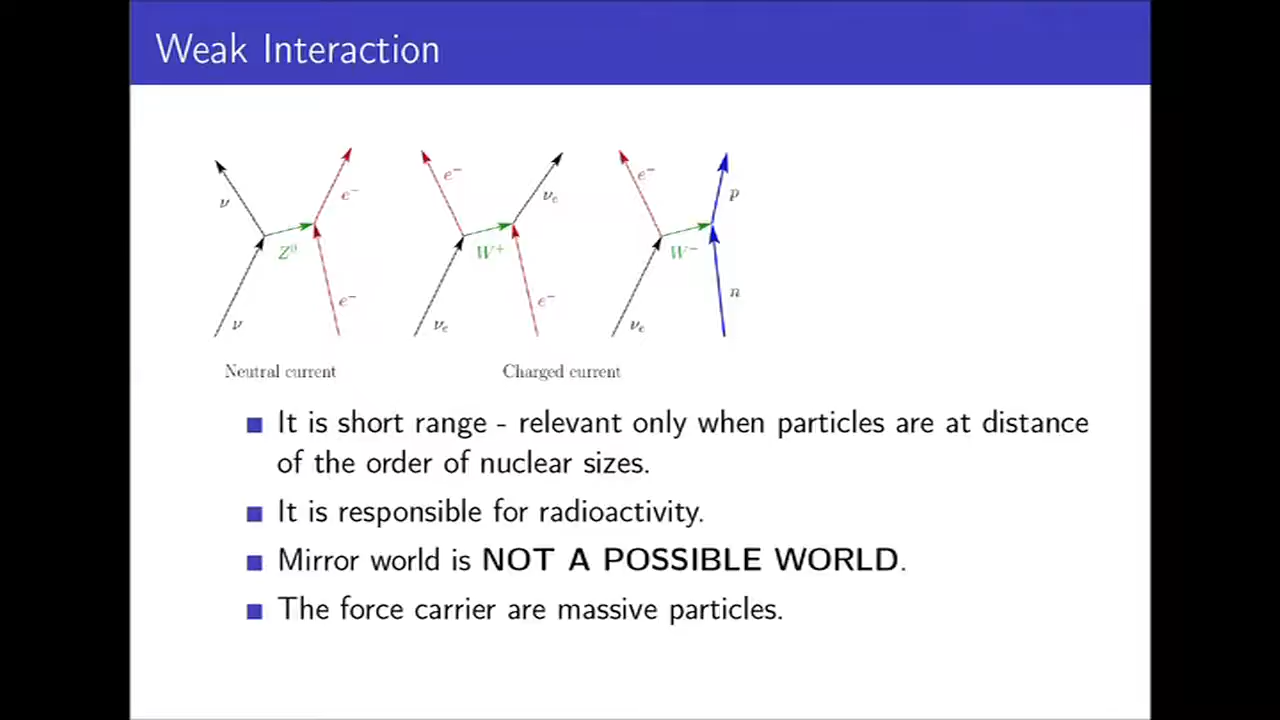 Weak Interaction
ν e⁻ e⁻ νₑ e⁻ p
Z⁰ W⁺ W⁻
ν e⁻ νₑ e⁻ νₑ n
Neutral current Charged current
It is short range - relevant only when particles are at distance
of the order of nuclear sizes.
It is responsible for radioactivity.
Mirror world is NOT A POSSIBLE WORLD.
The force carrier are massive particles.